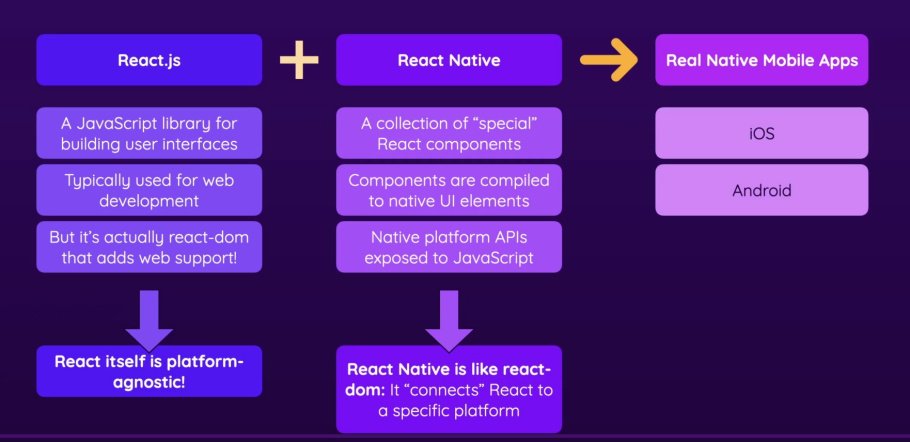 React.js
React Native
Real Native Mobile Apps
A JavaScript library for
building user interfaces
Typically used for web
development
But it's actually react-dom
that adds web support!
React itself is platform-
agnostic!
A collection of “special”
React components
Components are compiled
to native UI elements
Native platform APIs
exposed to JavaScript
React Native is like react-
dom: It “connects” React to
a specific platform
iOS
Android